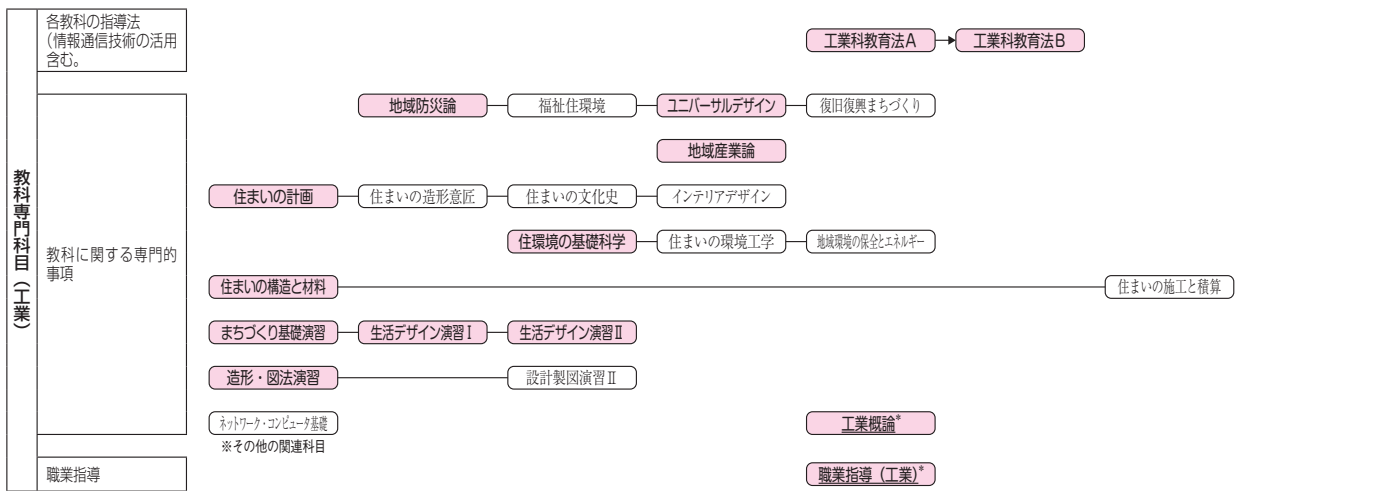 教科専門科目（工業）
各教科の指導法
（情報通信技術の活用
含む。
工業科教育法A
工業科教育法B
教科に関する専門的
事項
地域防災論
福祉住環境
ユニバーサルデザイン
復旧復興まちづくり
地域産業論
住まいの計画
住まいの造形意匠
住まいの文化史
インテリアデザイン
住環境の基礎科学
住まいの環境工学
地域環境の保全とエネルギー
住まいの構造と材料
住まいの施工と積算
まちづくり基礎演習
生活デザイン演習Ⅰ
生活デザイン演習Ⅱ
造形・図法演習
設計製図演習Ⅱ
ネットワーク・コンピュータ基礎
※その他の関連科目
工業概論*
職業指導
職業指導（工業）*